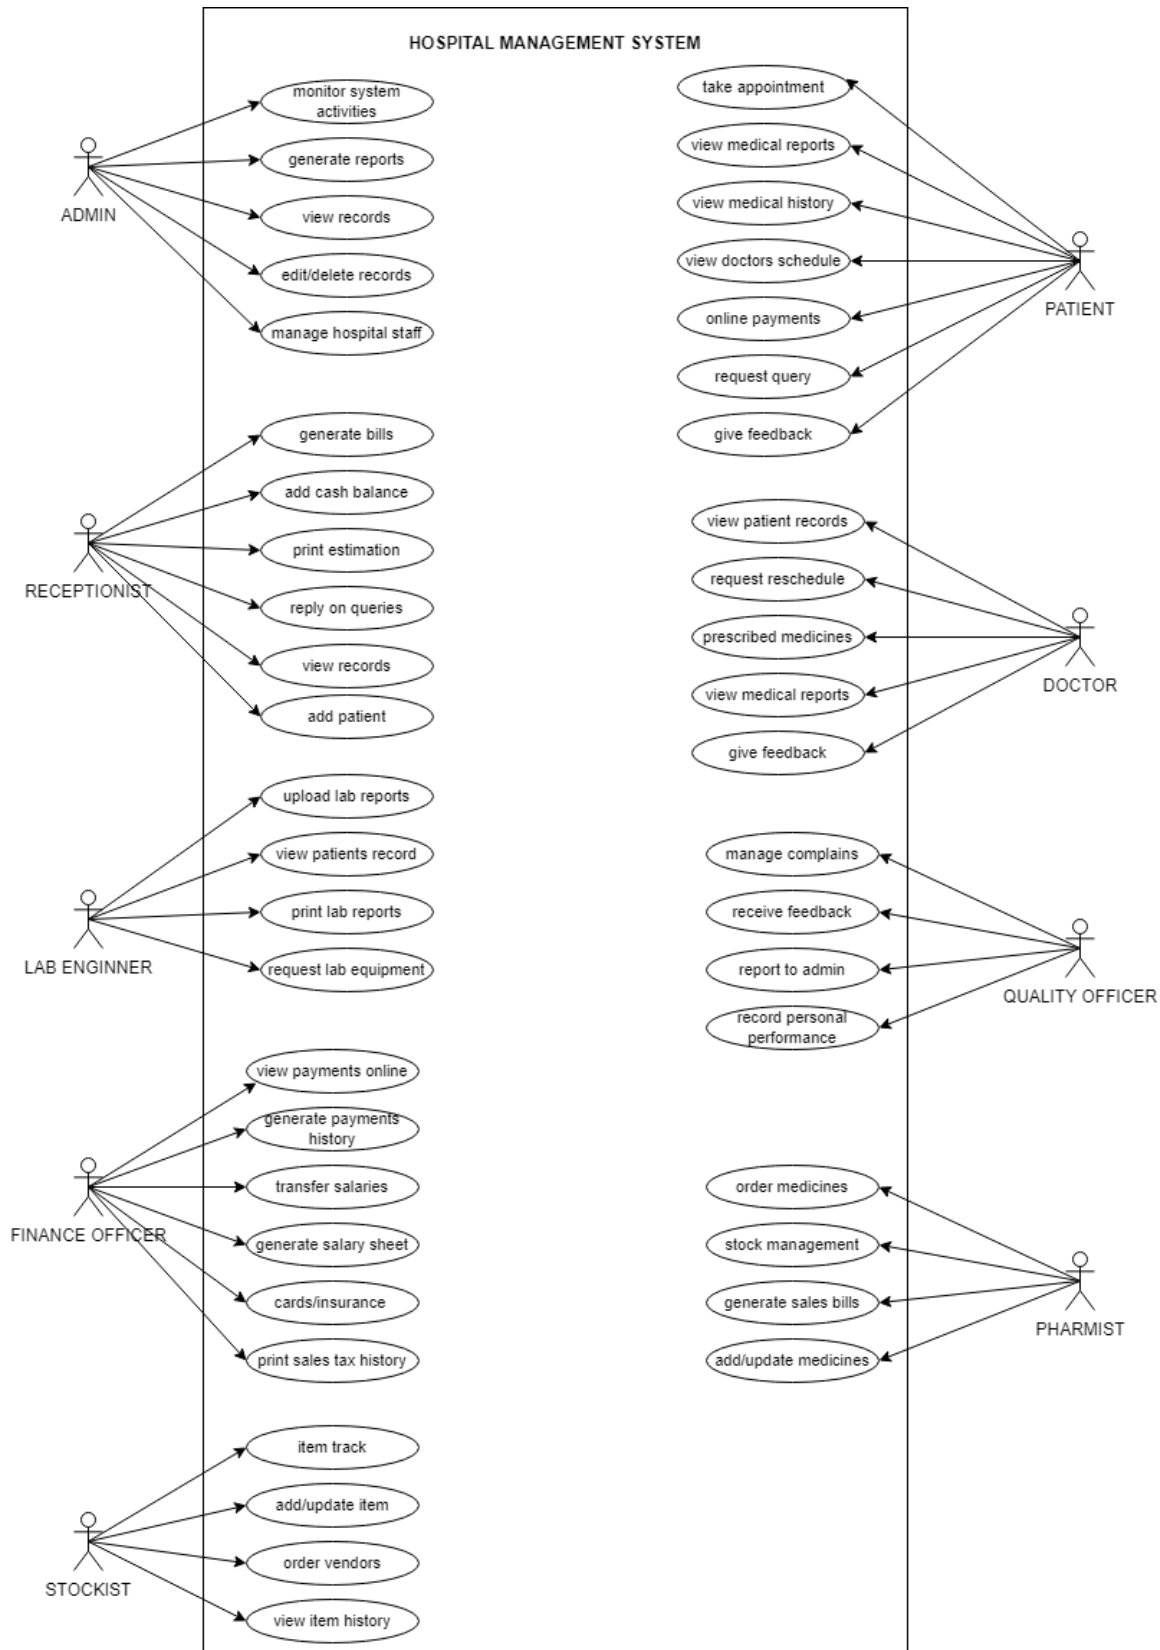 HOSPITAL MANAGEMENT SYSTEM
monitor system
activities
generate reports
view records
edit/delete records
manage hospital staff
ADMIN
generate bills
add cash balance
print estimation
reply on queries
view records
add patient
RECEPTIONIST
upload lab reports
view patients record
print lab reports
request lab equipment
LAB ENGINNER
view payments online
generate payments
history
transfer salaries
generate salary sheet
cards/insurance
print sales tax history
FINANCE OFFICER
item track
add/update item
order vendors
view item history
STOCKIST
take appointment
view medical reports
view medical history
view doctors schedule
online payments
request query
give feedback
PATIENT
view patient records
request reschedule
prescribed medicines
view medical reports
give feedback
DOCTOR
manage complains
receive feedback
report to admin
record personal
performance
QUALITY OFFICER
order medicines
stock management
generate sales bills
add/update medicines
PHARMIST